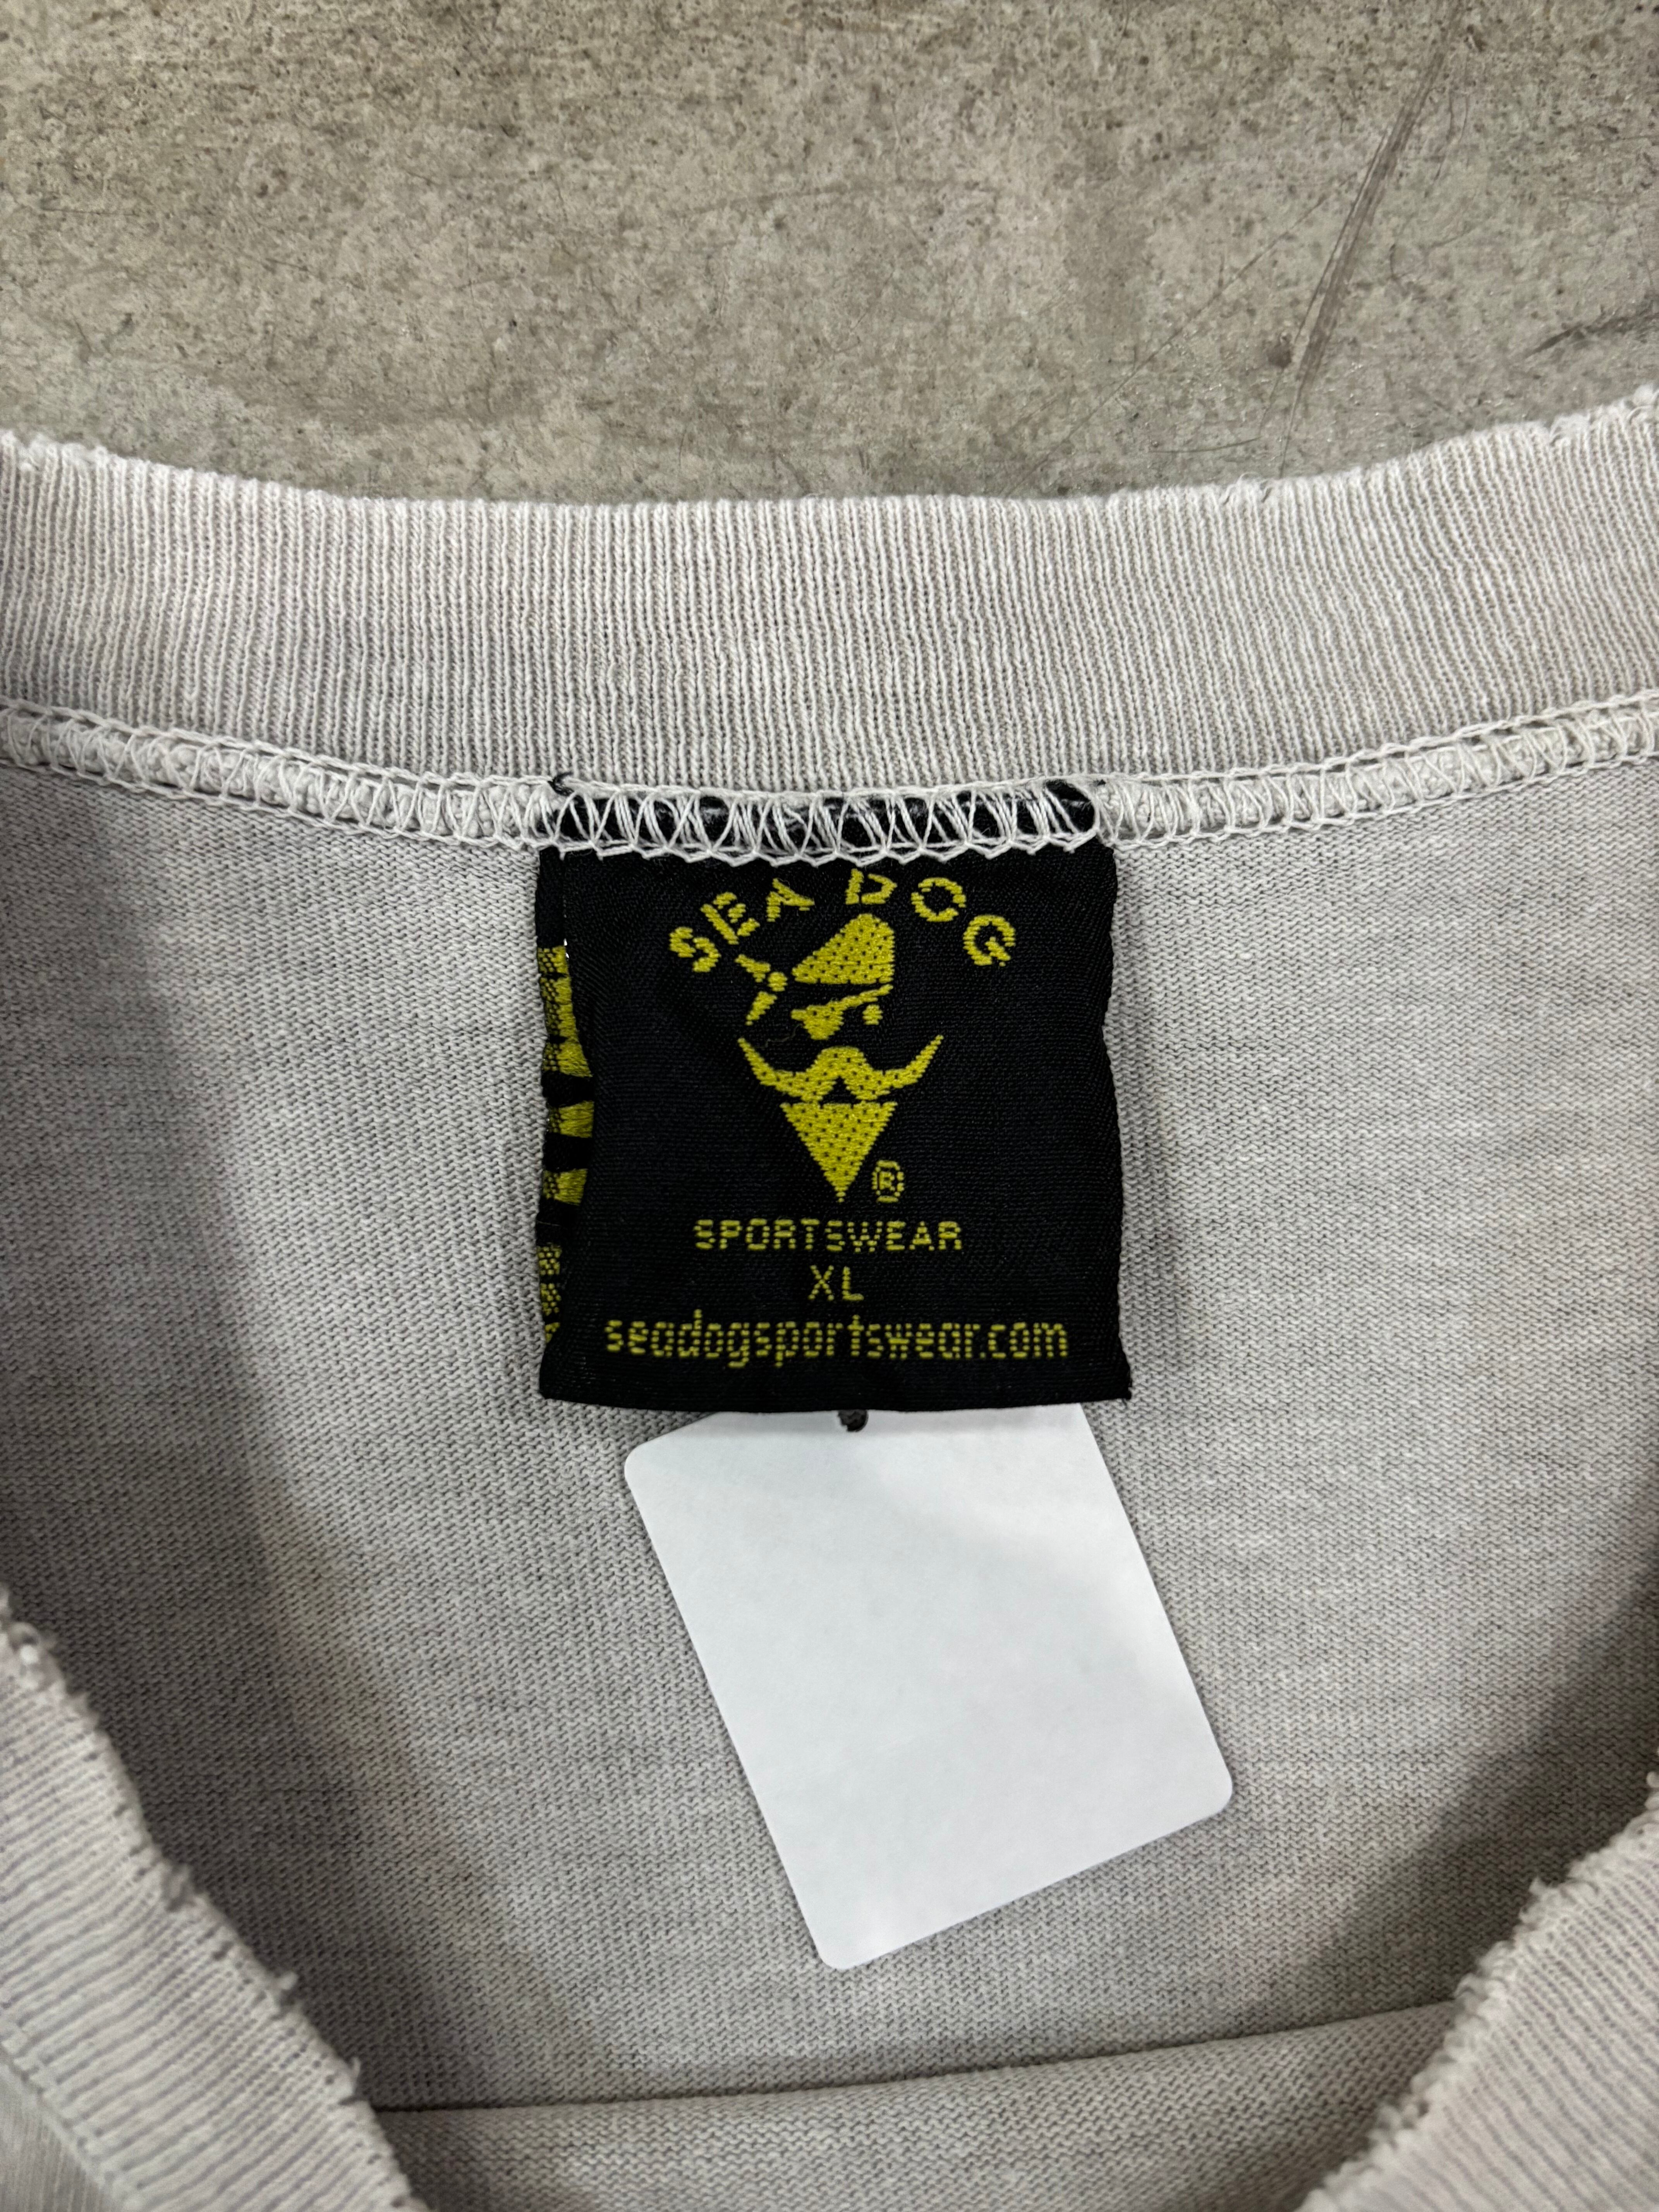 SEA DOG
®
SPORTSWEAR
XL
seadogsportswear.com